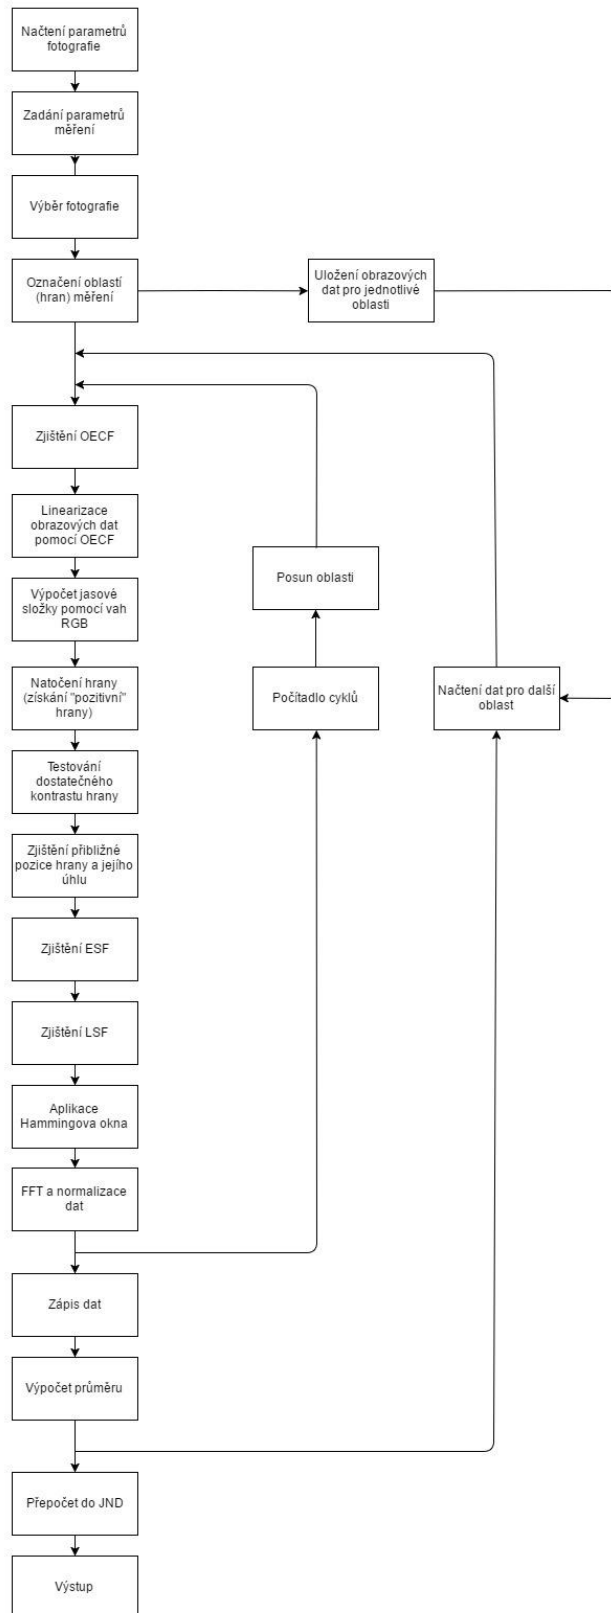 Načtení parametrů
fotografie
Zadání parametrů
měření
Výběr fotografie
Označení oblastí
(hran) měření
Uložení obrazových
dat pro jednotlivé
oblasti
Zjištění OECF
Linearizace
obrazových dat
pomocí OECF
Posun oblasti
Výpočet jasové
složky pomocí vah
RGB
Natočení hrany
(získání "pozitivní"
hrany)
Počítadlo cyklů
Načtení dat pro další
oblast
Testování
dostatečného
kontrastu hrany
Zjištění přibližné
pozice hrany a jejího
úhlu
Zjištění ESF
Zjištění LSF
Aplikace
Hammingova okna
FFT a normalizace
dat
Zápis dat
Výpočet průměru
Přepočet do JND
Výstup